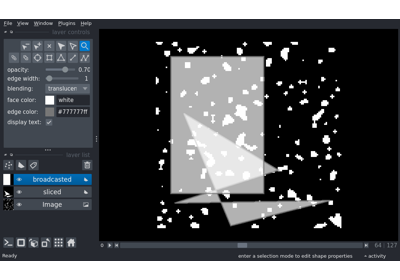 File View Window Plugins Help
layer controls
opacity: 0.70
edge width: 1
blending: translucen
face color: white
edge color: #777777ff
display text:
layer list
broadcasted
sliced
Image
0 64 127
Ready enter a selection mode to edit shape properties activity